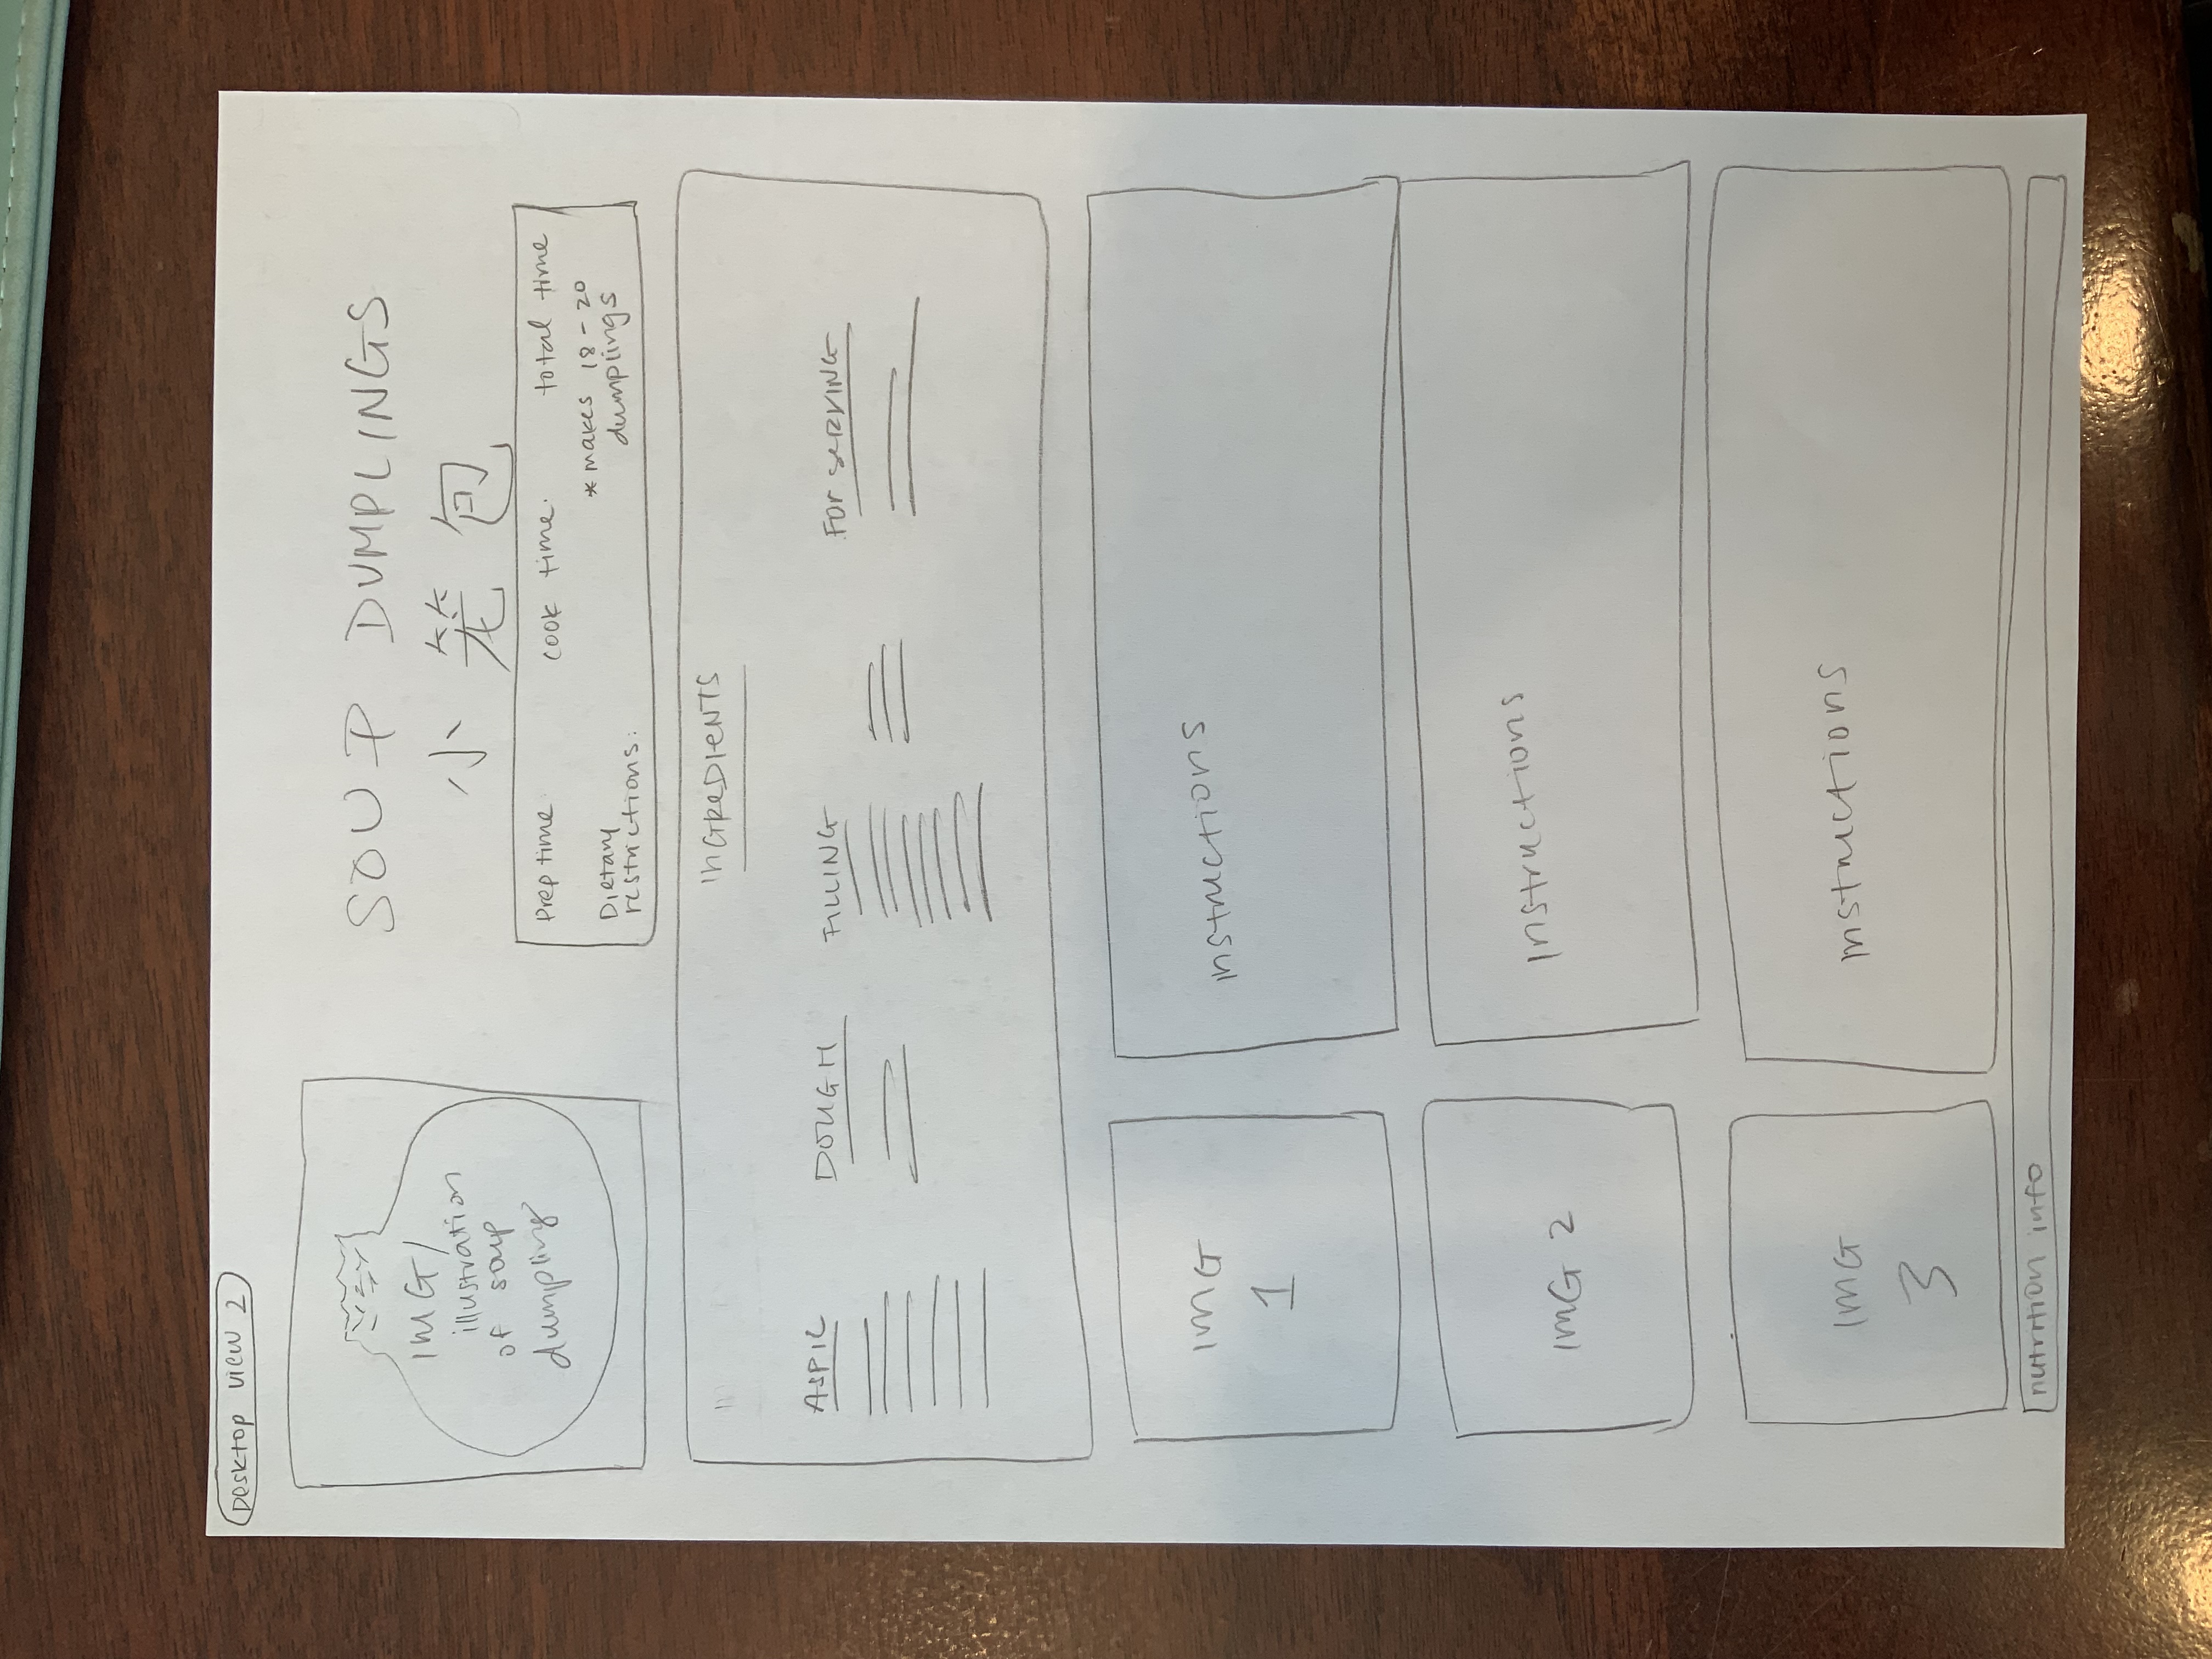 Desktop view 2
IMG/
illustration
of soup
dumpling
SOUP DUMPLINGS
小笼包
Prep time
cook time.
total time
Dietary
restrictions:
*makes 18-20
dumplings
INGREDIENTS
ASPIC
DOUGH
FILLING
FOR SERVING
IMG
1
instructions
IMG 2
Instructions
IMG
3
instructions
nutrition info